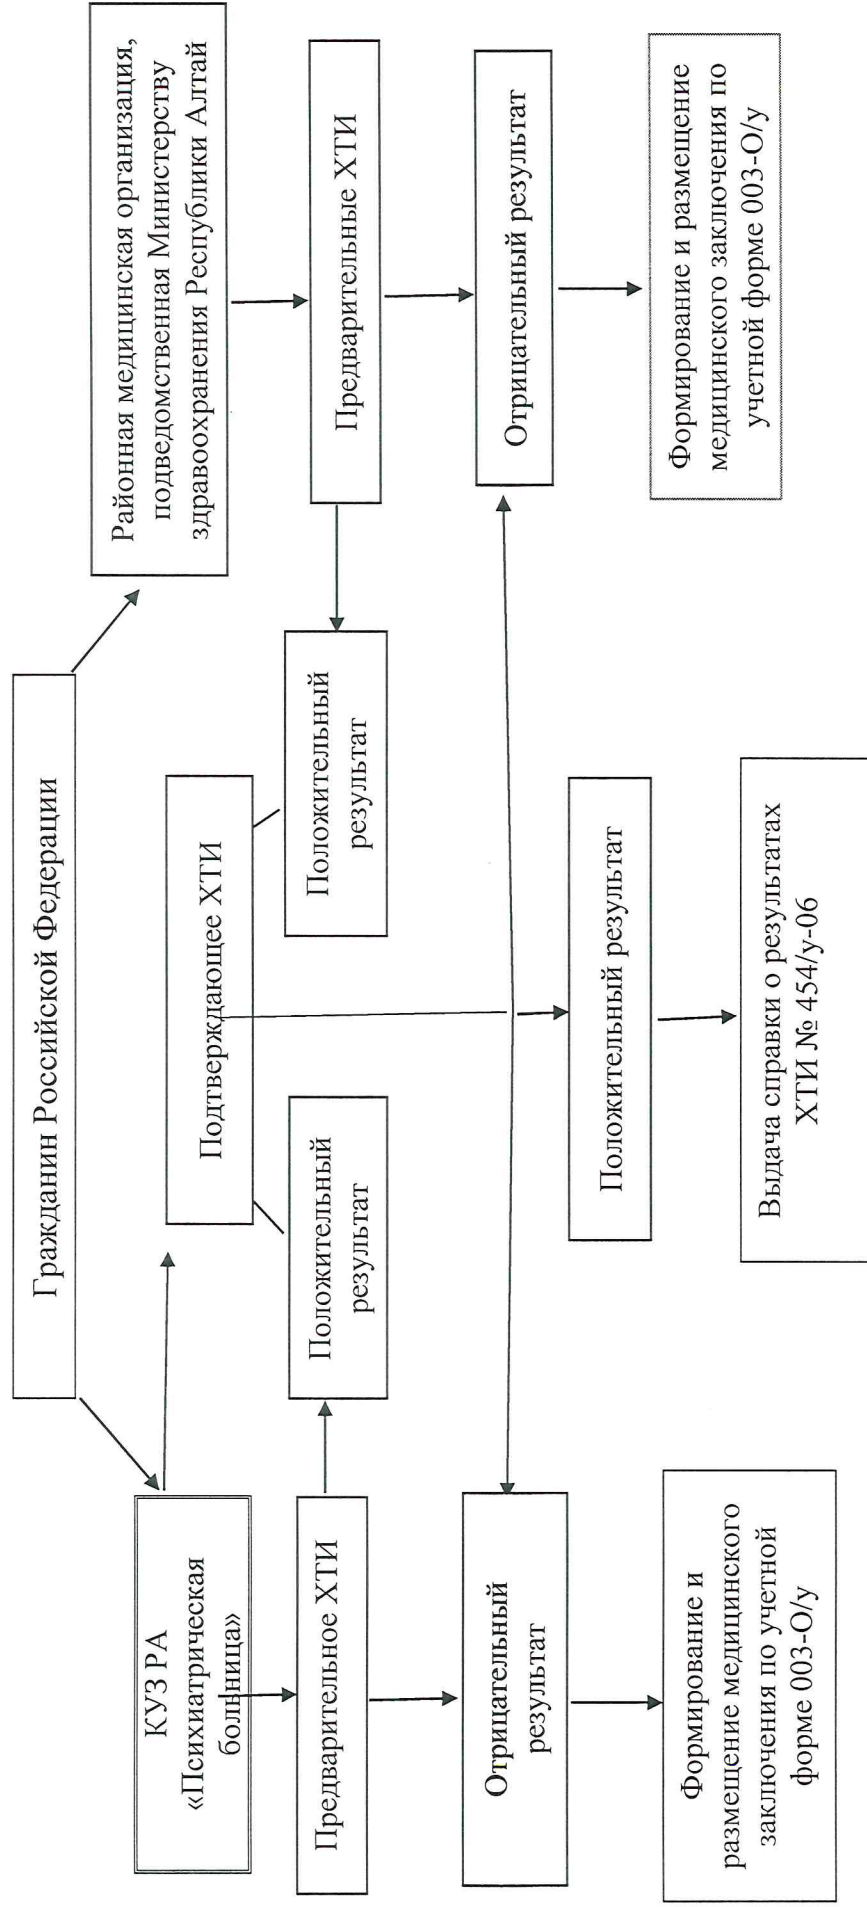 Гражданин Российской Федерации
КУЗ РА
«Психиатрическая
больница»
Подтверждающее ХТИ
Районная медицинская организация,
подведомственная Министерству
здравоохранения Республики Алтай
Предварительное ХТИ
Положительный
результат
Положительный
результат
Предварительные ХТИ
Отрицательный
результат
Положительный результат
Отрицательный результат
Формирование и
размещение медицинского
заключения по учетной
форме 003-О/у
Выдача справки о результатах
ХТИ № 454/у-06
Формирование и размещение
медицинского заключения по
учетной форме 003-О/у